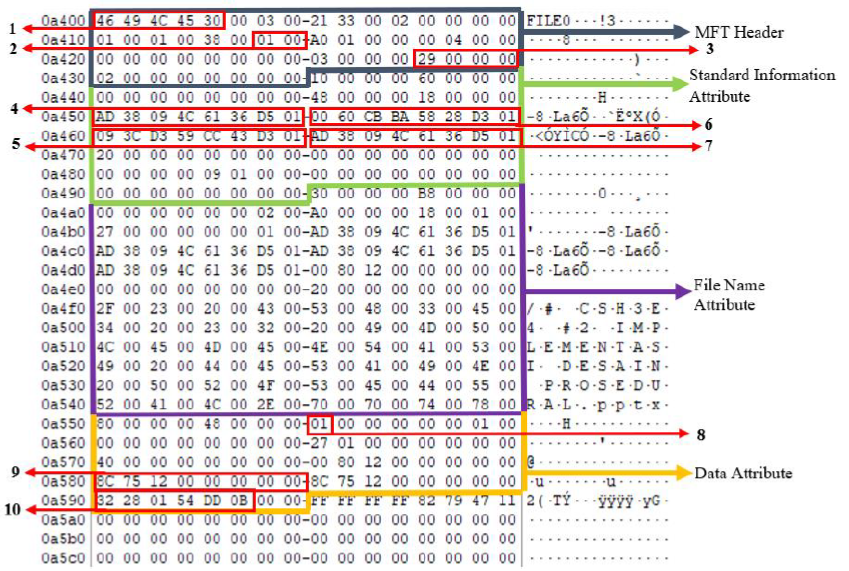 0a400 46 49 4C 45 30 00 03 00-21 33 00 02 00 00 00 00 FILE0···!3······
MFT Header
1
0a410 01 00 01 00 38 00 01 00-A0 01 00 00 00 04 00 00 ····8···
2
3
0a420 00 00 00 00 00 00 00 00-03 00 00 00 29 00 00 00 ············)···
0a430 02 00 00 00 00 00 00 00-10 00 00 00 60 00 00 00 ············`···
Standard Information
Attribute
0a440 00 00 00 00 00 00 00 00-48 00 00 00 18 00 00 00 ········H·······
4
0a450 AD 38 09 4C 61 36 D5 01-00 60 CB BA 58 28 D3 01 -8·La6Õ··`ËºX(Ó·
6
0a460 09 3C D3 59 CC 43 D3 01-AD 38 09 4C 61 36 D5 01 ·<ÓYÌCÓ·-8·La6Õ·
5
7
0a470 20 00 00 00 00 00 00 00-00 00 00 00 00 00 00 00
0a480 00 00 00 00 09 01 00 00-00 00 00 00 00 00 00 00
0a490 00 00 00 00 00 00 00 00-30 00 00 00 B8 00 00 00 ········0···¸···
0a4a0 00 00 00 00 00 00 02 00-A0 00 00 00 18 00 01 00
0a4b0 27 00 00 00 00 00 01 00-AD 38 09 4C 61 36 D5 01 '·······-8·La6Õ·
0a4c0 AD 38 09 4C 61 36 D5 01-AD 38 09 4C 61 36 D5 01 -8·La6Õ·-8·La6Õ·
0a4d0 AD 38 09 4C 61 36 D5 01-00 80 12 00 00 00 00 00 -8·La6Õ·········
0a4e0 00 00 00 00 00 00 00 00-20 00 00 00 00 00 00 00
File Name
Attribute
0a4f0 2F 00 23 00 20 00 43 00-53 00 48 00 33 00 45 00 /·#· ·C·S·H·3·E·
0a500 34 00 20 00 23 00 32 00-20 00 49 00 4D 00 50 00 4· ·#·2· ·I·M·P·
0a510 4C 00 45 00 4D 00 45 00-4E 00 54 00 41 00 53 00 L·E·M·E·N·T·A·S·
0a520 49 00 20 00 44 00 45 00-53 00 41 00 49 00 4E 00 I· ·D·E·S·A·I·N·
0a530 20 00 50 00 52 00 4F 00-53 00 45 00 44 00 55 00 ·P·R·O·S·E·D·U·
0a540 52 00 41 00 4C 00 2E 00-70 00 70 00 74 00 78 00 R·A·L·.·p·p·t·x·
0a550 80 00 00 00 48 00 00 00-01 00 00 00 00 00 01 00 ····H···········
8
0a560 00 00 00 00 00 00 00 00-27 01 00 00 00 00 00 00 ········'·······
0a570 40 00 00 00 00 00 00 00-00 80 12 00 00 00 00 00 @···············
9
Data Attribute
0a580 8C 75 12 00 00 00 00 00-8C 75 12 00 00 00 00 00 ·u·······u······
0a590 32 28 01 54 DD 0B 00 00-FF FF FF FF 82 79 47 11 2(·TÝ···ÿÿÿÿ·yG·
10
0a5a0 00 00 00 00 00 00 00 00-00 00 00 00 00 00 00 00 ················
0a5b0 00 00 00 00 00 00 00 00-00 00 00 00 00 00 00 00 ················
0a5c0 00 00 00 00 00 00 00 00-00 00 00 00 00 00 00 00 ················